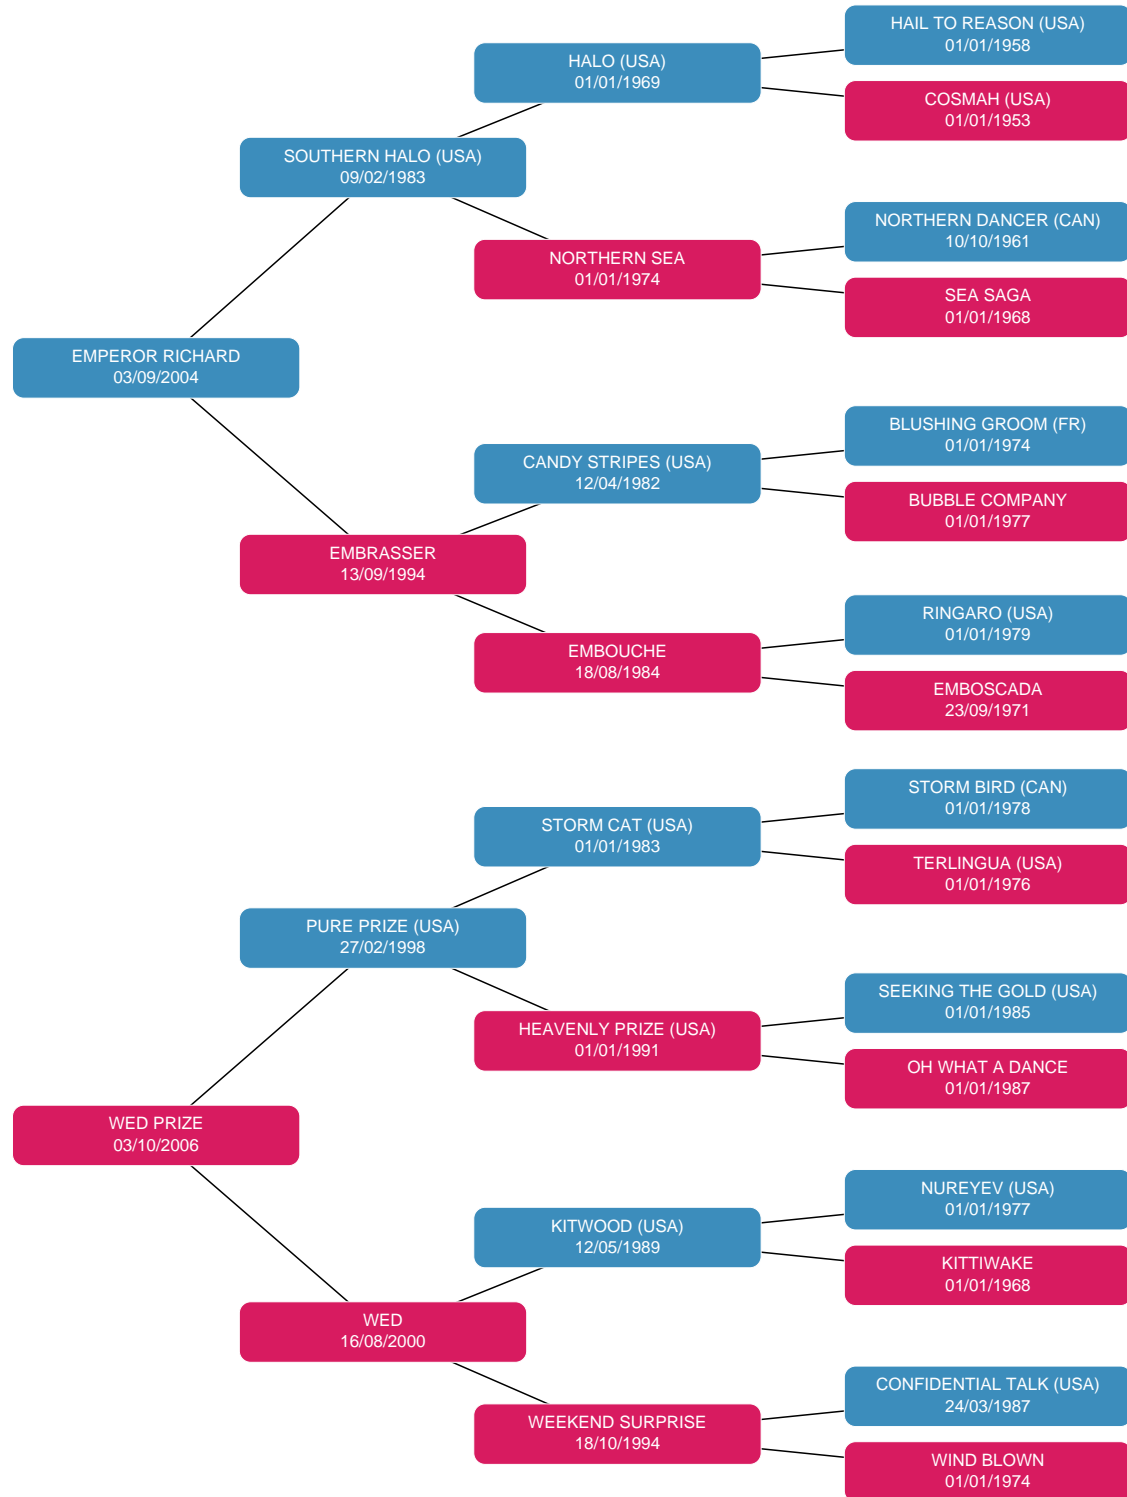 HAIL TO REASON (USA)
01/01/1958
HALO (USA)
01/01/1969
COSMAH (USA)
01/01/1953
SOUTHERN HALO (USA)
09/02/1983
NORTHERN DANCER (CAN)
10/10/1961
NORTHERN SEA
01/01/1974
SEA SAGA
01/01/1968
EMPEROR RICHARD
03/09/2004
BLUSHING GROOM (FR)
01/01/1974
CANDY STRIPES (USA)
12/04/1982
BUBBLE COMPANY
01/01/1977
EMBRASSER
13/09/1994
RINGARO (USA)
01/01/1979
EMBOUCHE
18/08/1984
EMBOSCADA
23/09/1971
STORM BIRD (CAN)
01/01/1978
STORM CAT (USA)
01/01/1983
TERLINGUA (USA)
01/01/1976
PURE PRIZE (USA)
27/02/1998
SEEKING THE GOLD (USA)
01/01/1985
HEAVENLY PRIZE (USA)
01/01/1991
OH WHAT A DANCE
01/01/1987
WED PRIZE
03/10/2006
NUREYEV (USA)
01/01/1977
KITWOOD (USA)
12/05/1989
KITTIWAKE
01/01/1968
WED
16/08/2000
CONFIDENTIAL TALK (USA)
24/03/1987
WEEKEND SURPRISE
18/10/1994
WIND BLOWN
01/01/1974